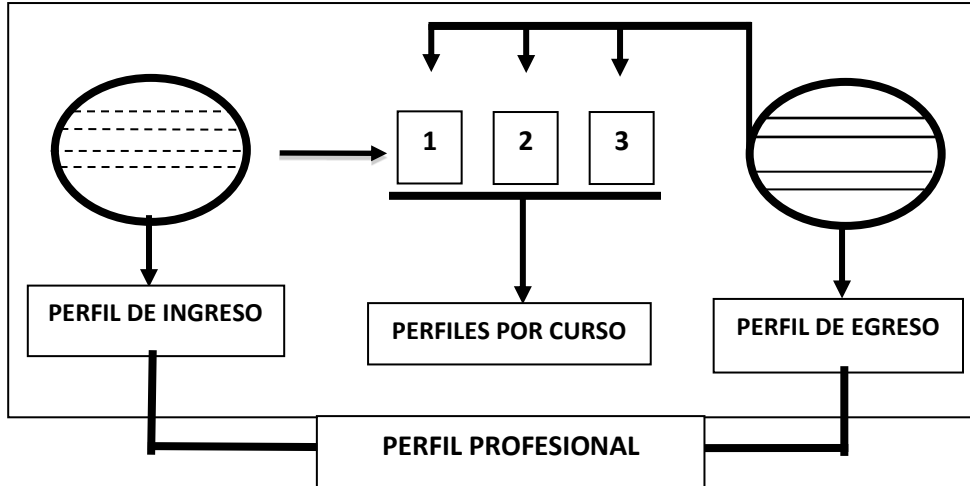 1
2
3
PERFIL DE INGRESO
PERFILES POR CURSO
PERFIL DE EGRESO
PERFIL PROFESIONAL